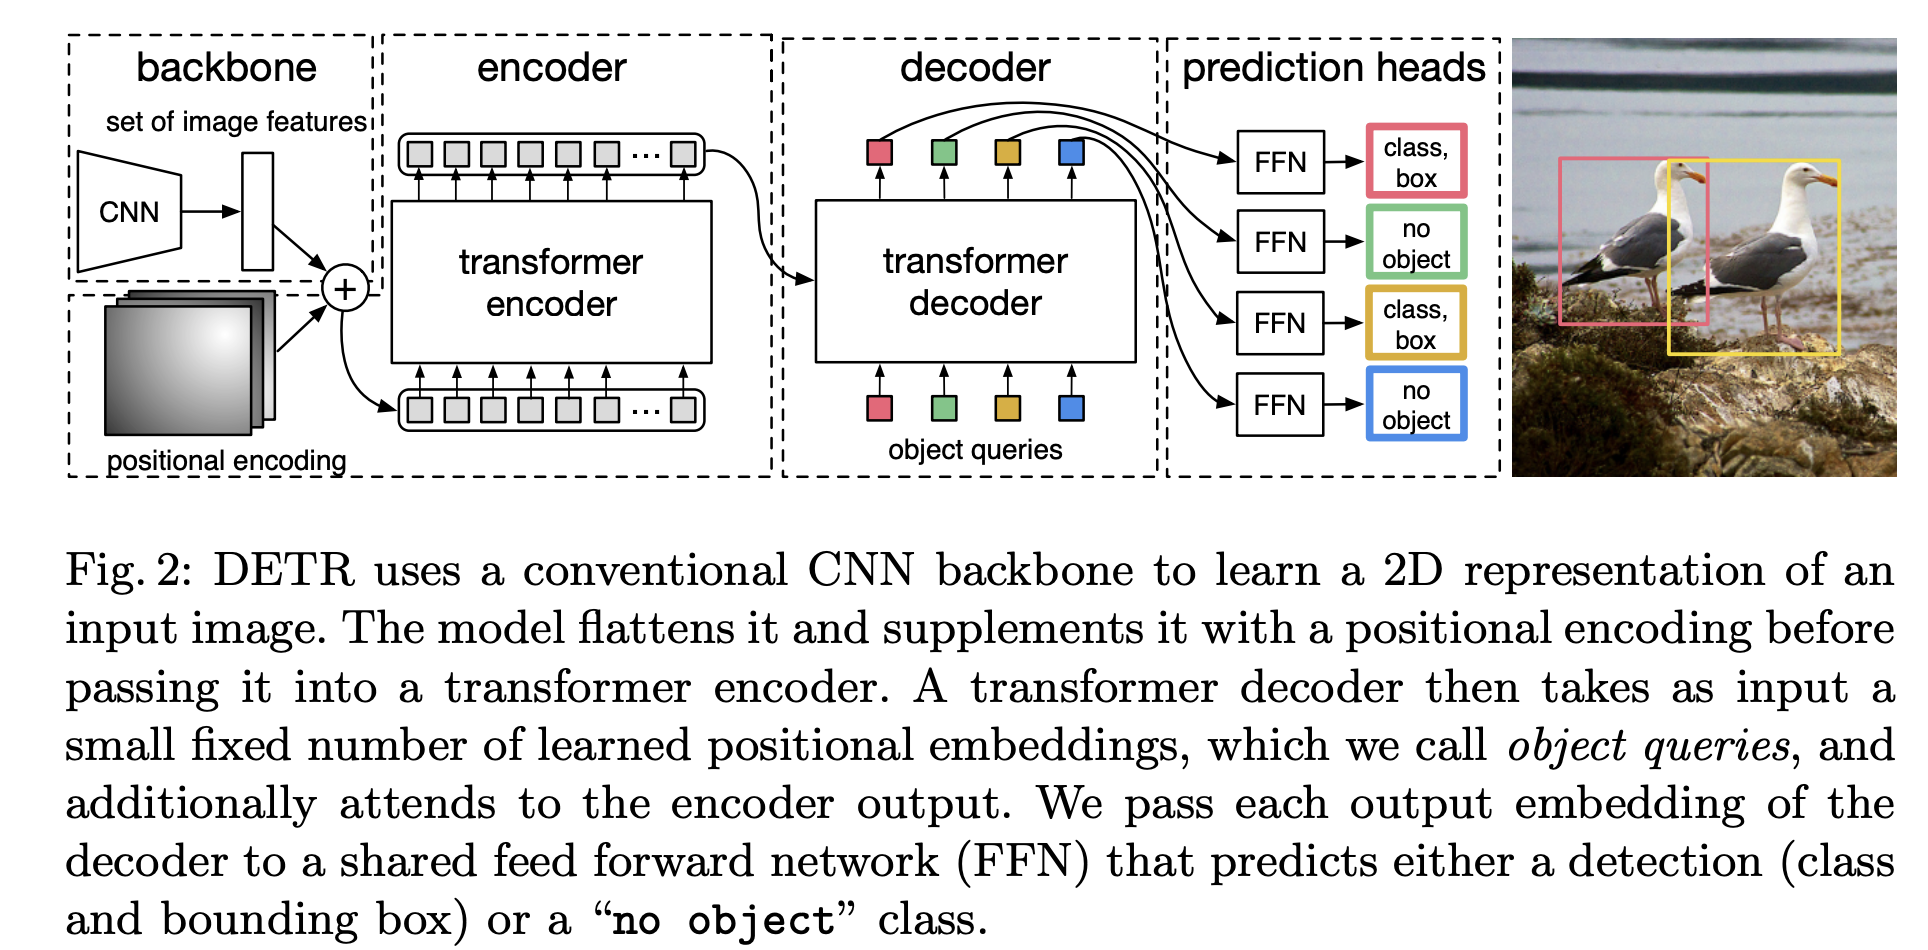 backbone
set of image features
CNN
+
positional encoding
encoder
...
transformer
encoder
...
decoder
transformer
decoder
object queries
prediction heads
FFN
class,
box
FFN
no
object
FFN
class,
box
FFN
no
object
Fig. 2: DETR uses a conventional CNN backbone to learn a 2D representation of an
input image. The model flattens it and supplements it with a positional encoding before
passing it into a transformer encoder. A transformer decoder then takes as input a
small fixed number of learned positional embeddings, which we call object queries, and
additionally attends to the encoder output. We pass each output embedding of the
decoder to a shared feed forward network (FFN) that predicts either a detection (class
and bounding box) or a “no object” class.